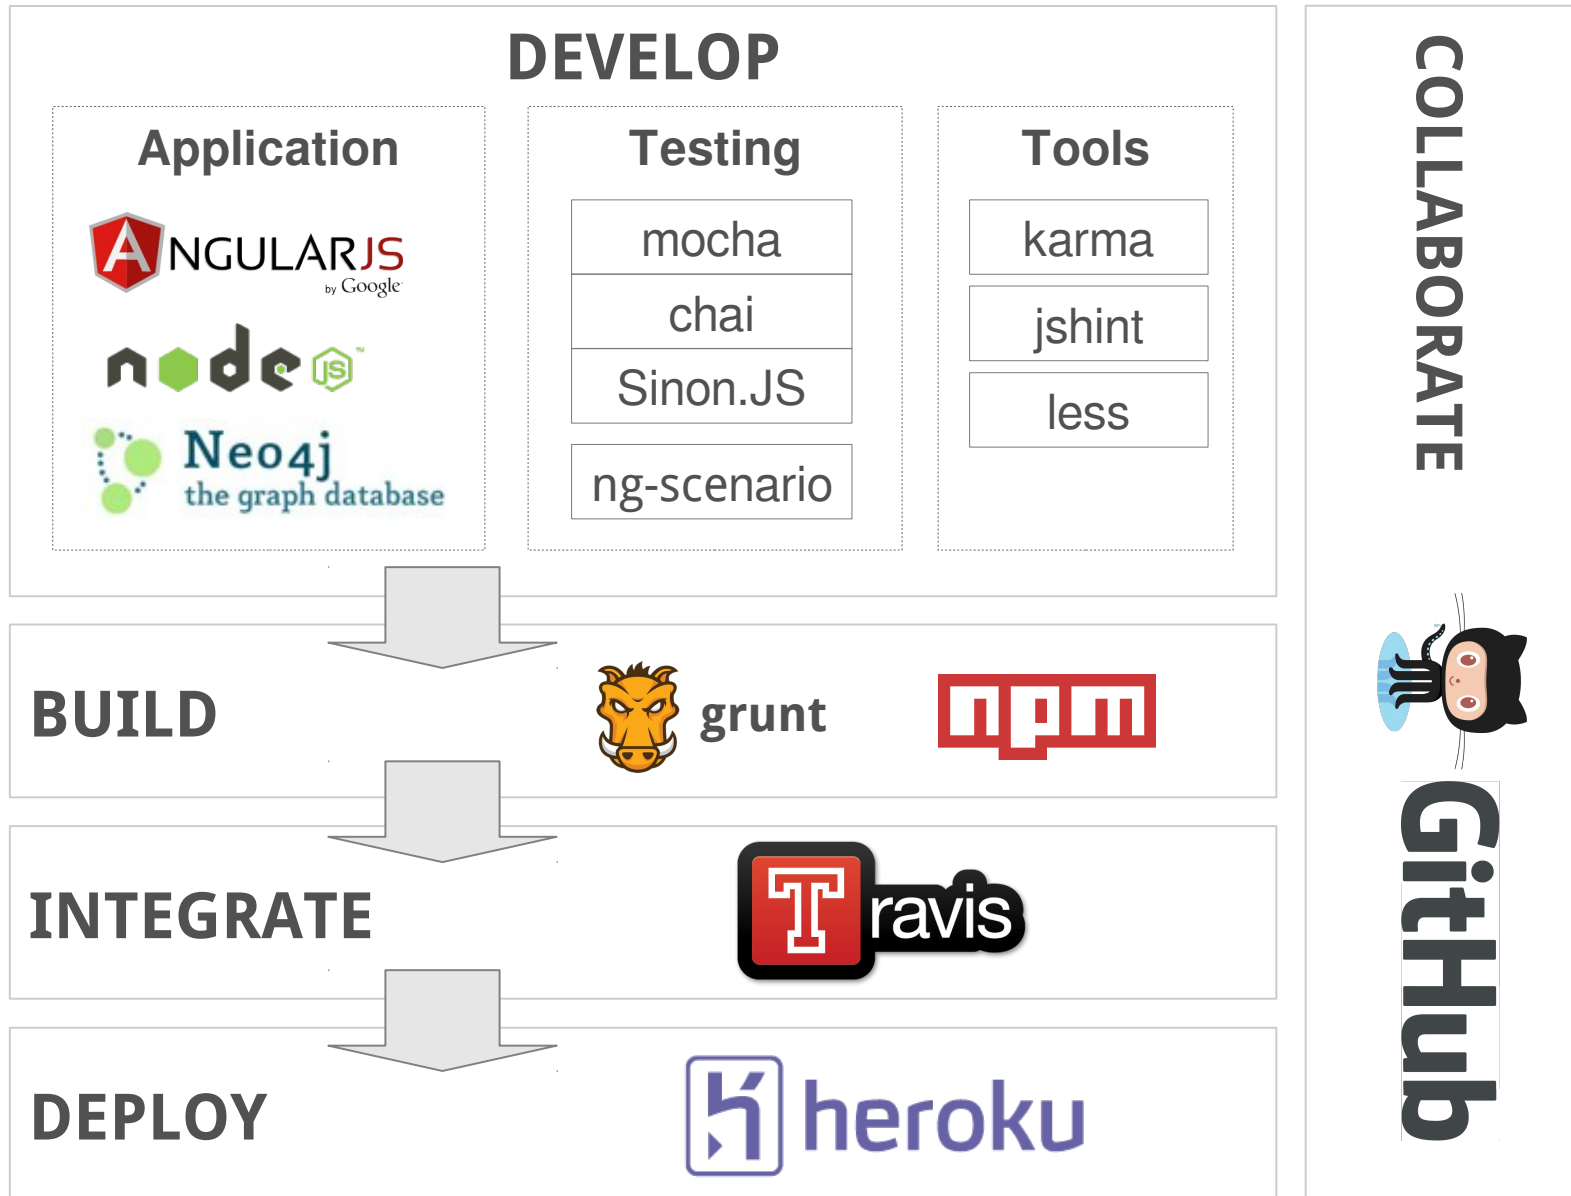 DEVELOP
Application
ANGULARJS
by Google
node JS™
Neo4j
the graph database
Testing
mocha
chai
Sinon.JS
ng-scenario
Tools
karma
jshint
less
BUILD
grunt
npm
INTEGRATE
Travis
DEPLOY
heroku
COLLABORATE
GitHub